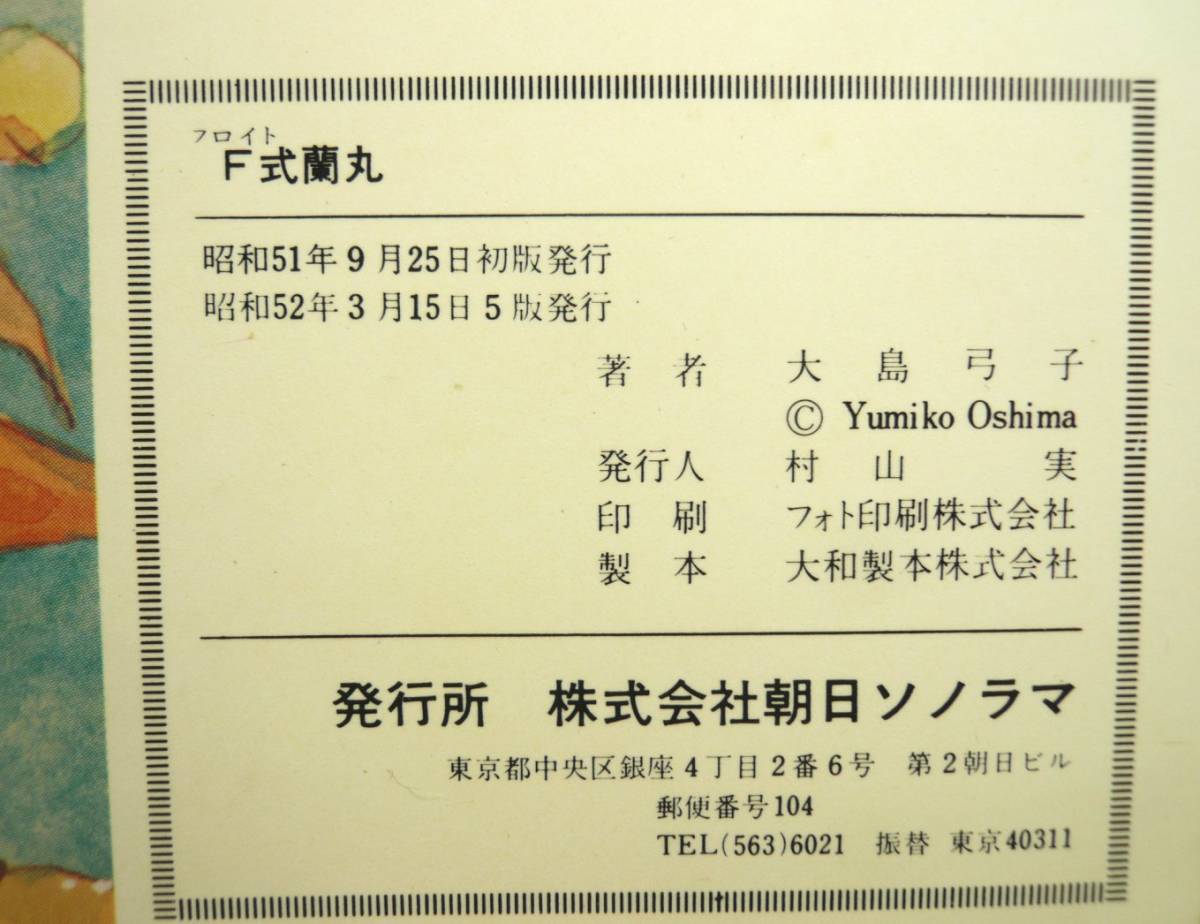 フロイト
F式蘭丸
昭和51年9月25日初版発行
昭和52年3月15日5版発行
著者 大島弓子
© Yumiko Oshima
発行人 村山実
印刷 フォト印刷株式会社
製本 大和製本株式会社
発行所 株式会社朝日ソノラマ
東京都中央区銀座4丁目2番6号 第2朝日ビル
郵便番号104
TEL(563)6021 振替 東京40311